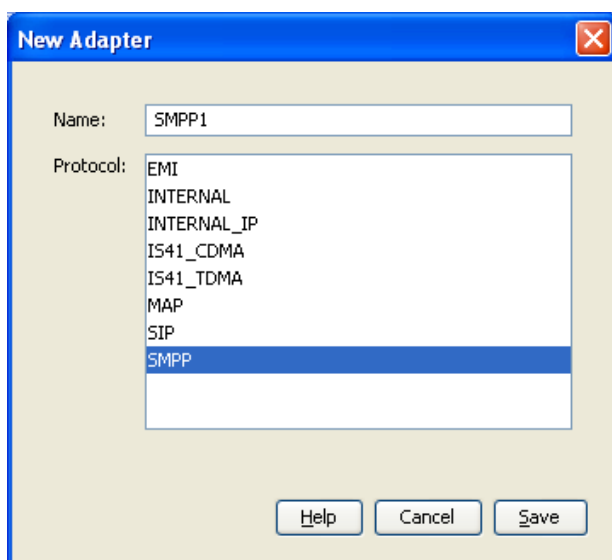 New Adapter
Name: SMPP1
Protocol: EMI
INTERNAL
INTERNAL_IP
IS41_CDMA
IS41_TDMA
MAP
SIP
SMPP
Help Cancel Save